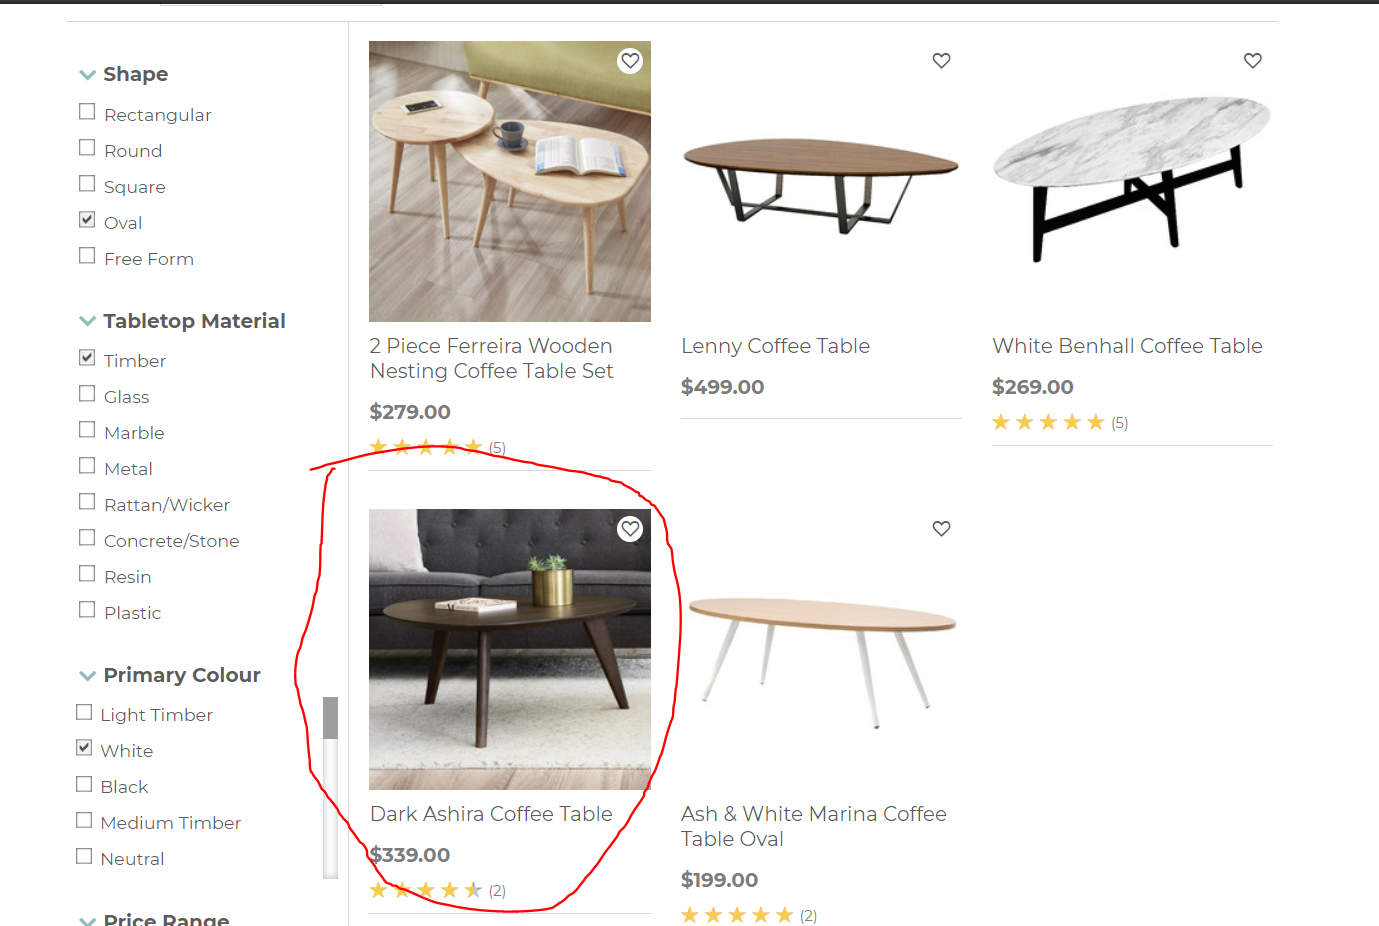 Shape
Rectangular
Round
Square
Oval
Free Form
Tabletop Material
Timber
Glass
Marble
Metal
Rattan/Wicker
Concrete/Stone
Resin
Plastic
Primary Colour
Light Timber
White
Black
Medium Timber
Neutral
Price Range
2 Piece Ferreira Wooden
Nesting Coffee Table Set
$279.00
(5)
Lenny Coffee Table
$499.00
White Benhall Coffee Table
$269.00
(5)
Dark Ashira Coffee Table
$339.00
(2)
Ash & White Marina Coffee
Table Oval
$199.00
(2)